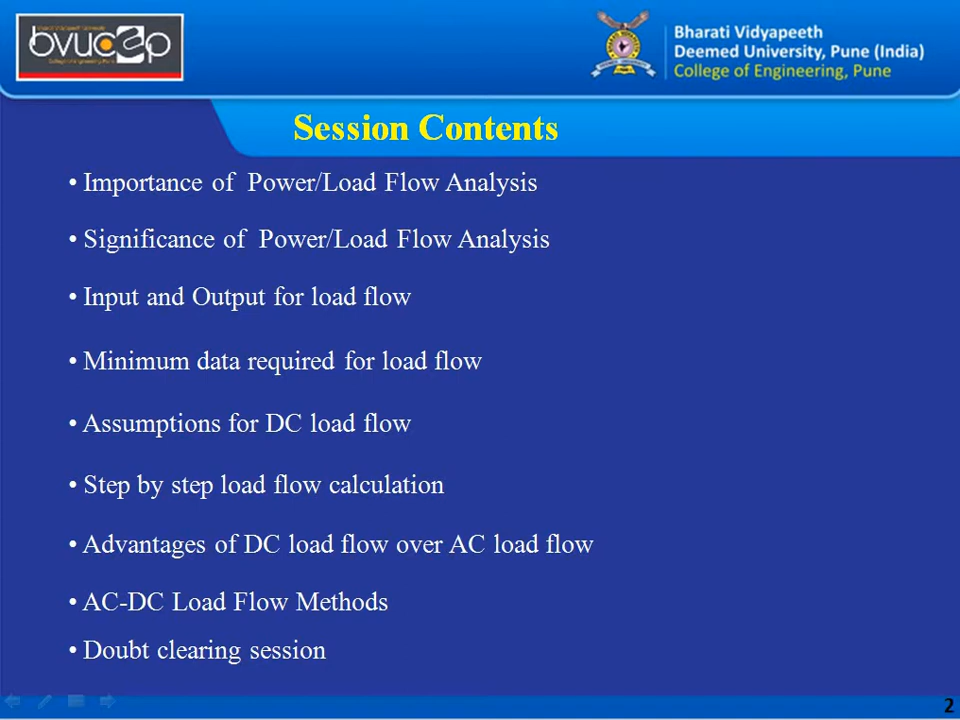 bvucep
Bharati Vidyapeeth
Deemed University, Pune (India)
College of Engineering, Pune
Session Contents
• Importance of Power/Load Flow Analysis
• Significance of Power/Load Flow Analysis
• Input and Output for load flow
• Minimum data required for load flow
• Assumptions for DC load flow
• Step by step load flow calculation
• Advantages of DC load flow over AC load flow
• AC-DC Load Flow Methods
• Doubt clearing session
2